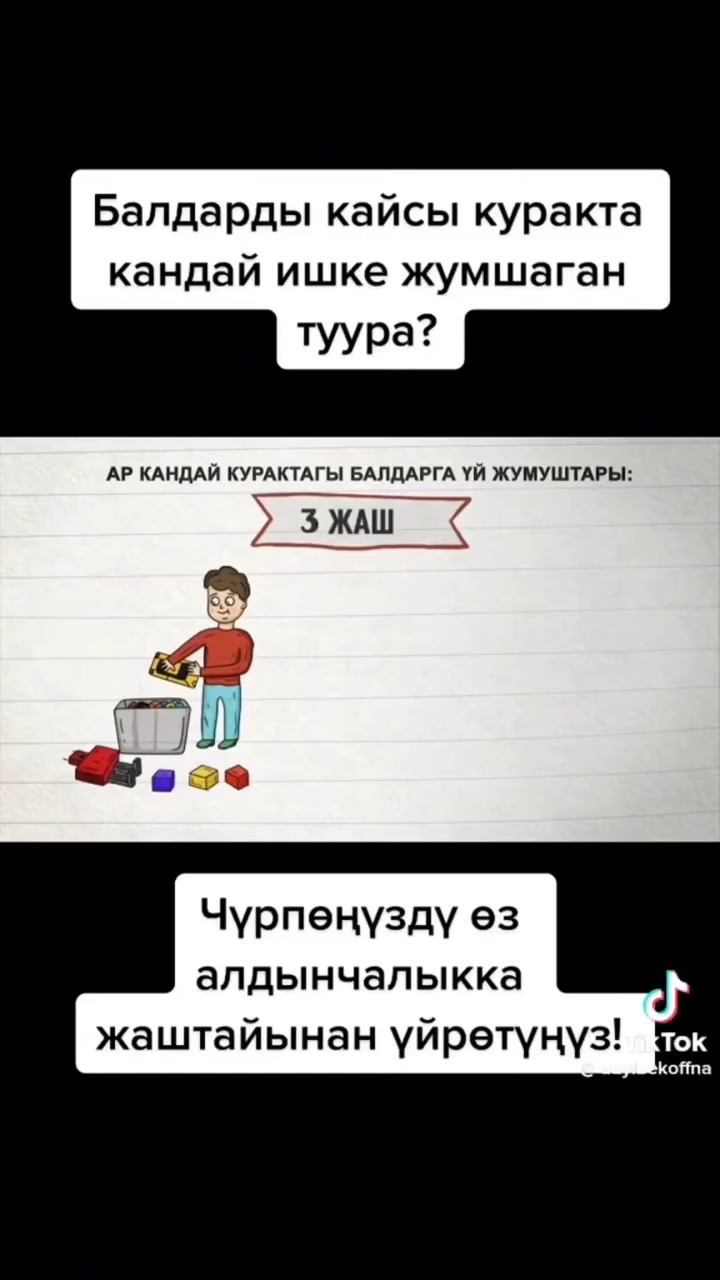 Балдарды кайсы куракта
кандай ишке жумшаган
туура?
АР КАНДАЙ КУРАКТАГЫ БАЛДАРГА ҮЙ ЖУМУШТАРЫ:
3 ЖАШ
Чүрпөңүздү өз
алдынчалыкка
жаштайынан үйрөтүңүз!
TikTok